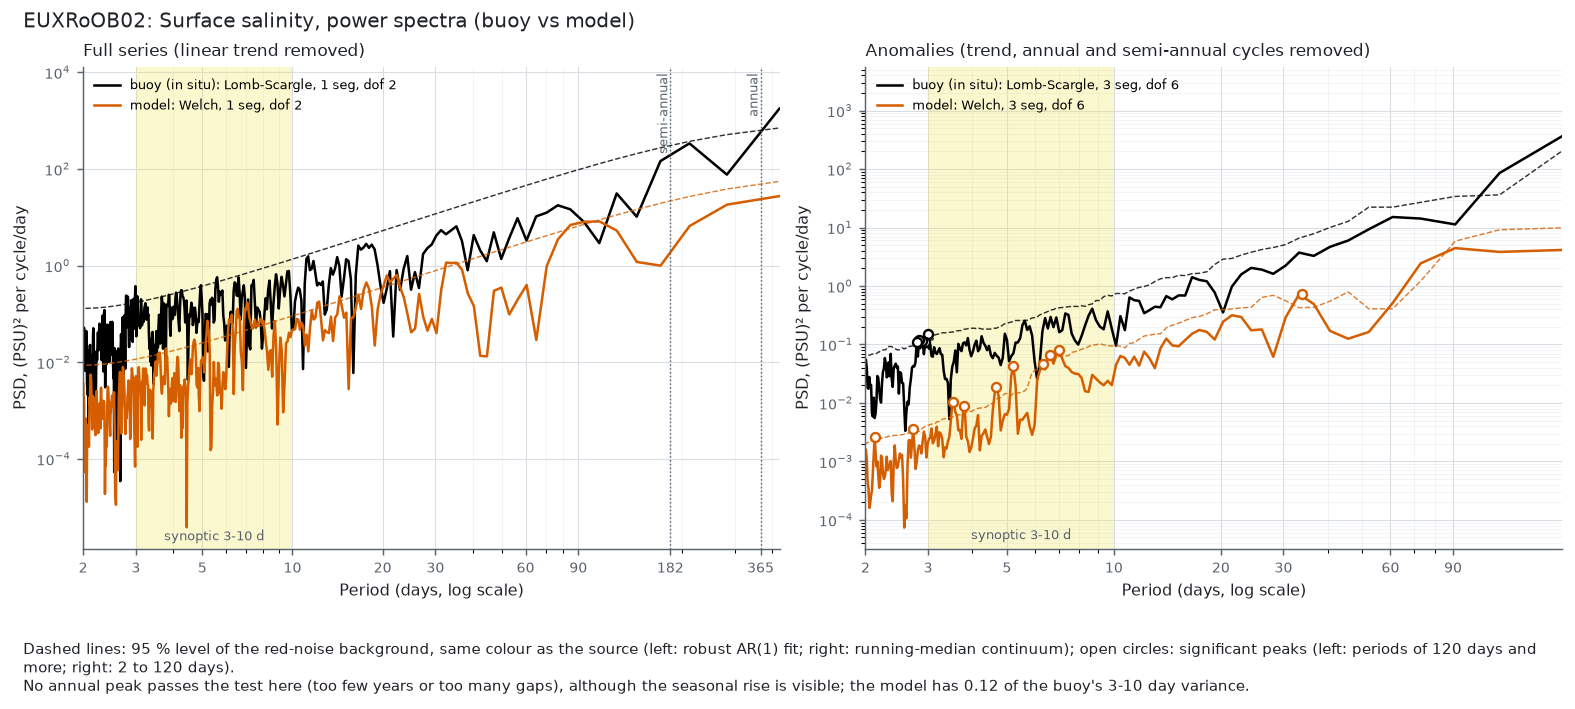 EUXRoOB02: Surface salinity, power spectra (buoy vs model)
Full series (linear trend removed)
buoy (in situ): Lomb-Scargle, 1 seg, dof 2
model: Welch, 1 seg, dof 2
semi-annual
annual
synoptic 3-10 d
PSD, (PSU)² per cycle/day
10⁴
10²
10⁰
10⁻²
10⁻⁴
2 3 5 10 20 30 60 90 182 365
Period (days, log scale)
Anomalies (trend, annual and semi-annual cycles removed)
buoy (in situ): Lomb-Scargle, 3 seg, dof 6
model: Welch, 3 seg, dof 6
synoptic 3-10 d
PSD, (PSU)² per cycle/day
10³
10²
10¹
10⁰
10⁻¹
10⁻²
10⁻³
10⁻⁴
2 3 5 10 20 30 60 90
Period (days, log scale)
Dashed lines: 95 % level of the red-noise background, same colour as the source (left: robust AR(1) fit; right: running-median continuum); open circles: significant peaks (left: periods of 120 days and
more; right: 2 to 120 days).
No annual peak passes the test here (too few years or too many gaps), although the seasonal rise is visible; the model has 0.12 of the buoy's 3-10 day variance.